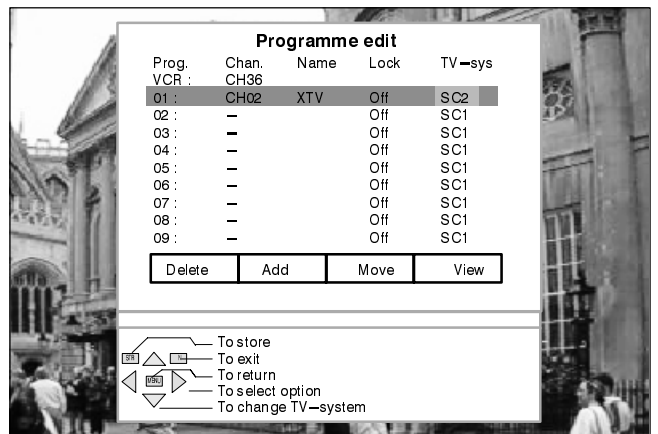 Programme edit
Prog. Chan. Name Lock TV–sys
VCR : CH36
01 : CH02 XTV Off SC2
02 : – Off SC1
03 : – Off SC1
04 : – Off SC1
05 : – Off SC1
06 : – Off SC1
07 : – Off SC1
08 : – Off SC1
09 : – Off SC1
Delete Add Move View
To store
STR N To exit
MENU To return
To select option
To change TV–system